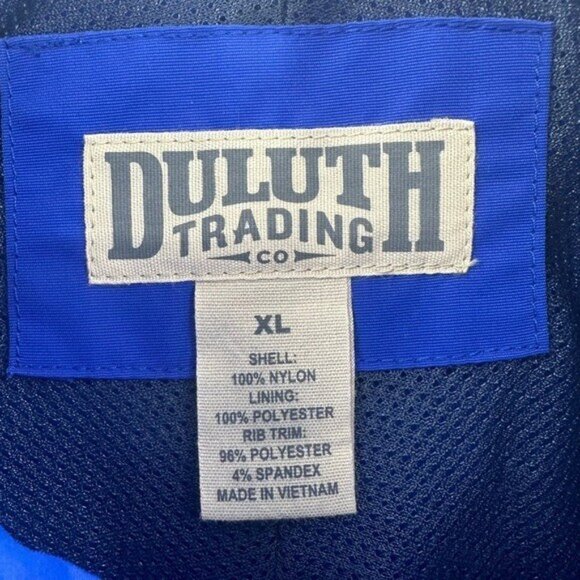 DULUTH
TRADING
CO
XL
SHELL:
100% NYLON
LINING:
100% POLYESTER
RIB TRIM:
96% POLYESTER
4% SPANDEX
MADE IN VIETNAM